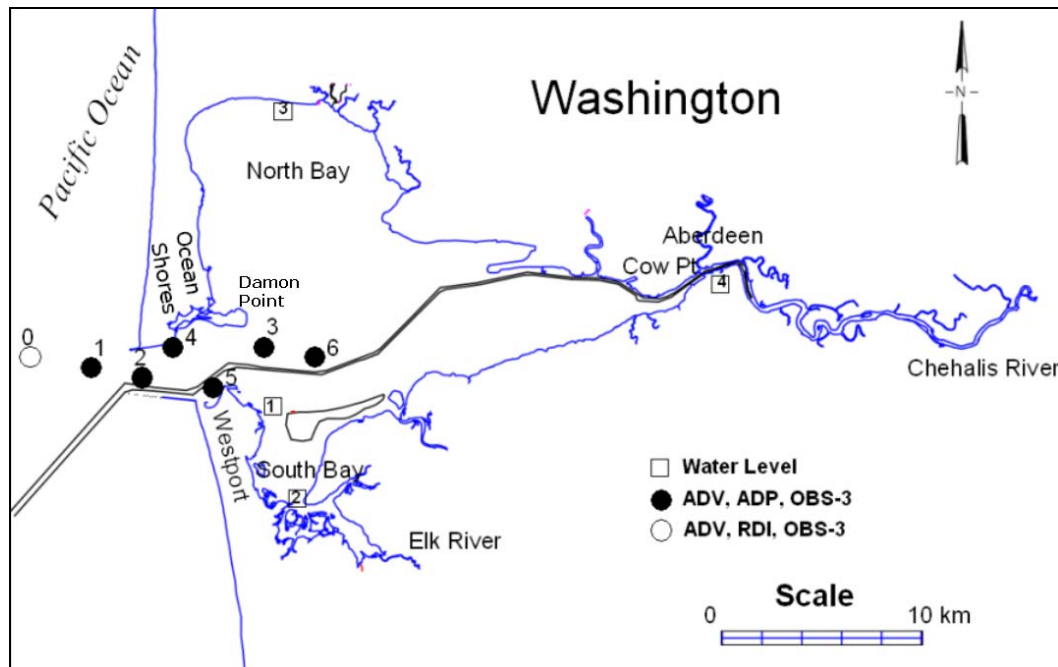 Pacific Ocean
Washington
N
3
North Bay
Ocean
Shores
Damon
Point
Aberdeen
Cow Pt.
4
0
1
2
4
3
6
5
Chehalis River
1
Westport
South Bay
2
Elk River
Water Level
ADV, ADP, OBS-3
ADV, RDI, OBS-3
Scale
0 10 km